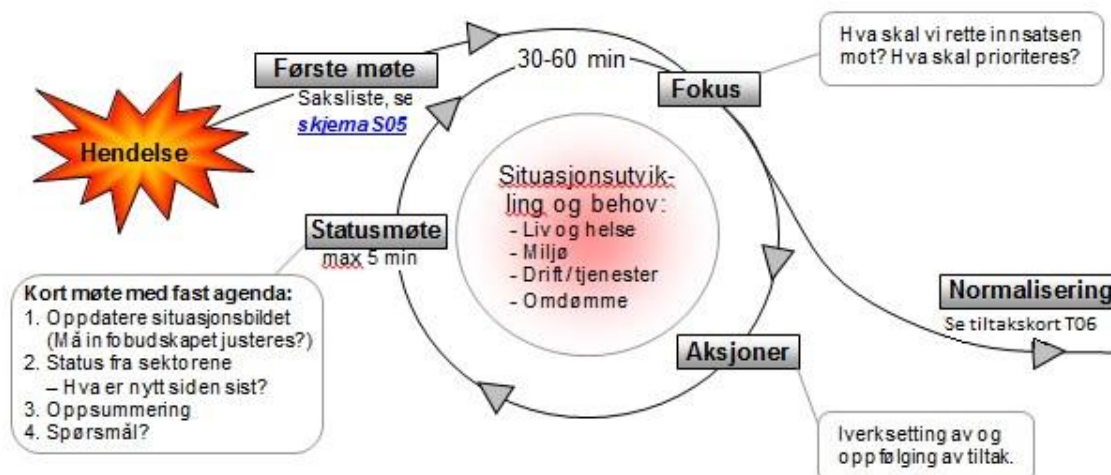 Hendelse
Første møte
Saksliste, se
skjema S05
30-60 min
Fokus
Hva skal vi rette innsatsen
mot? Hva skal prioriteres?
Situasjonsutvik-
ling og behov:
- Liv og helse
- Miljø
- Drift/tjenester
- Omdømme
Statusmøte
max 5 min
Kort møte med fast agenda:
1. Oppdatere situasjonsbildet
(Må infobudskapet justeres?)
2. Status fra sektorene
– Hva er nytt siden sist?
3. Oppsummering
4. Spørsmål?
Aksjoner
Iverksetting av og
oppfølging av tiltak.
Normalisering
Se tiltakskort T06